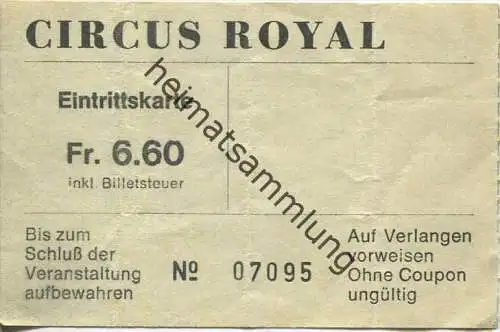 CIRCUS ROYAL
Eintrittskarte
Fr. 6.60
inkl. Billetsteuer
Bis zum
Schluß der
Veranstaltung
aufbewahren
Nº 07095
Auf Verlangen
vorweisen
Ohne Coupon
ungültig
heimatsammlung.de